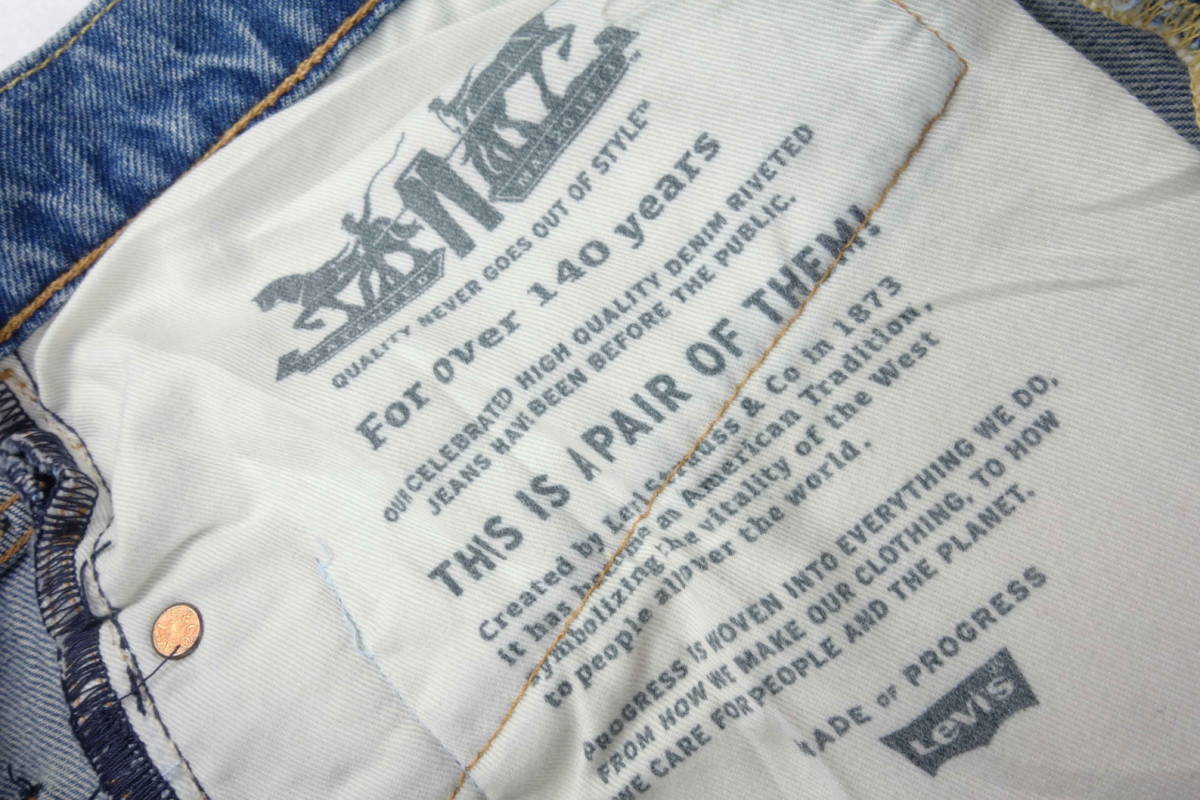 QUALITY NEVER GOES OUT OF STYLE™
For Over 140 years
OUR CELEBRATED HIGH QUALITY DENIM RIVETED
JEANS HAVE BEEN BEFORE THE PUBLIC.
THIS IS A PAIR OF THEM!
Created by Levi Strauss & Co in 1873
it has become an American Tradition,
symbolizing the vitality of the West
to people all over the world.
PROGRESS IS WOVEN INTO EVERYTHING WE DO,
FROM HOW WE MAKE OUR CLOTHING, TO HOW
WE CARE FOR PEOPLE AND THE PLANET.
MADE OF PROGRESS
LEVI'S